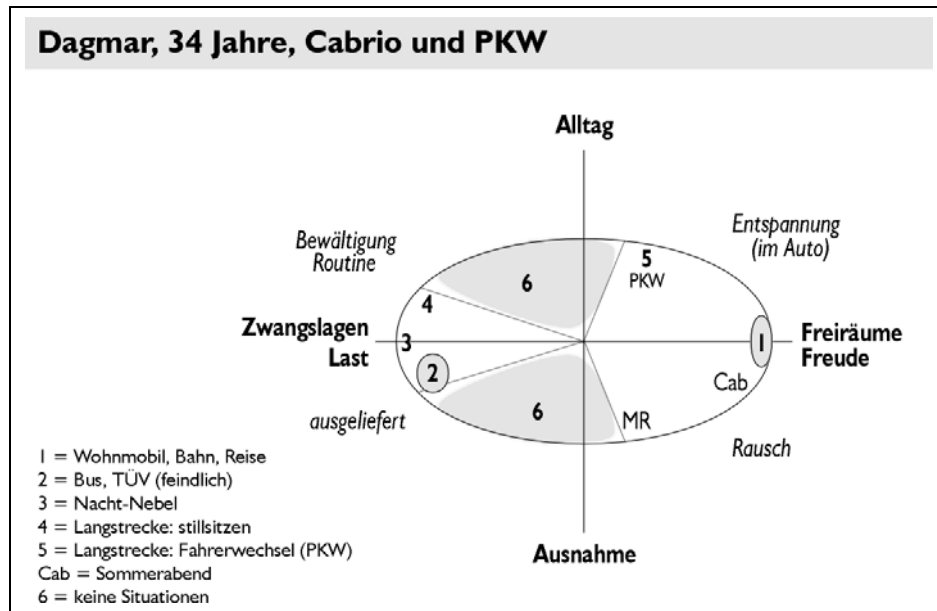 Dagmar, 34 Jahre, Cabrio und PKW
Alltag
Bewältigung
Routine
Entspannung
(im Auto)
5
PKW
6
4
Zwangslagen
Last
3
1
Freiräume
Freude
2
Cab
ausgeliefert
6
MR
Rausch
Ausnahme
1 = Wohnmobil, Bahn, Reise
2 = Bus, TÜV (feindlich)
3 = Nacht-Nebel
4 = Langstrecke: stillsitzen
5 = Langstrecke: Fahrerwechsel (PKW)
Cab = Sommerabend
6 = keine Situationen